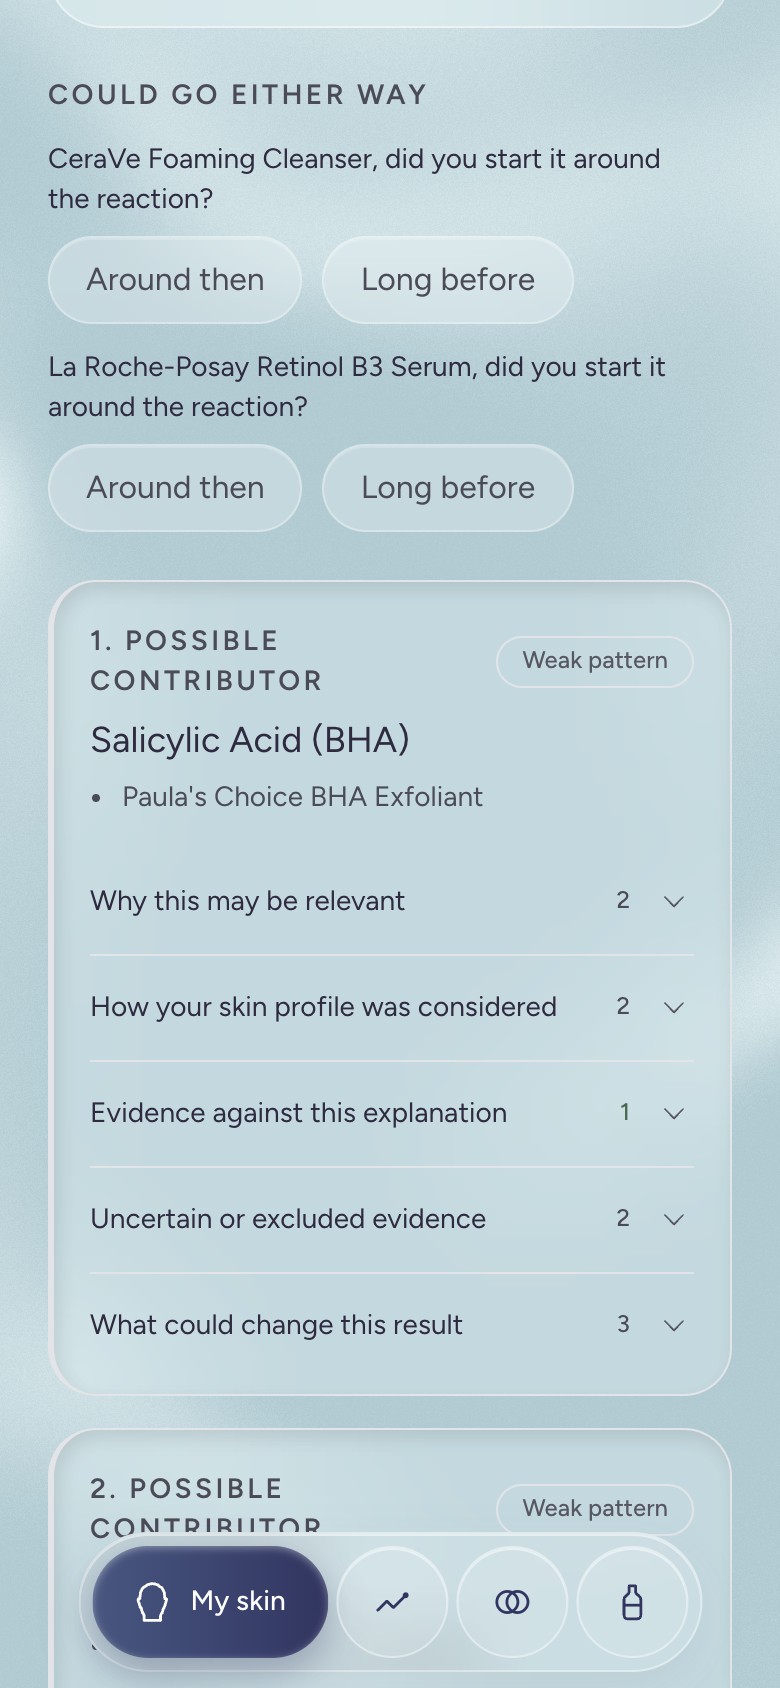 COULD GO EITHER WAY
CeraVe Foaming Cleanser, did you start it around
the reaction?
Around then
Long before
La Roche-Posay Retinol B3 Serum, did you start it
around the reaction?
Around then
Long before
1. POSSIBLE
CONTRIBUTOR
Weak pattern
Salicylic Acid (BHA)
• Paula's Choice BHA Exfoliant
Why this may be relevant 2
How your skin profile was considered 2
Evidence against this explanation 1
Uncertain or excluded evidence 2
What could change this result 3
2. POSSIBLE
CONTRIBUTOR
Weak pattern
My skin